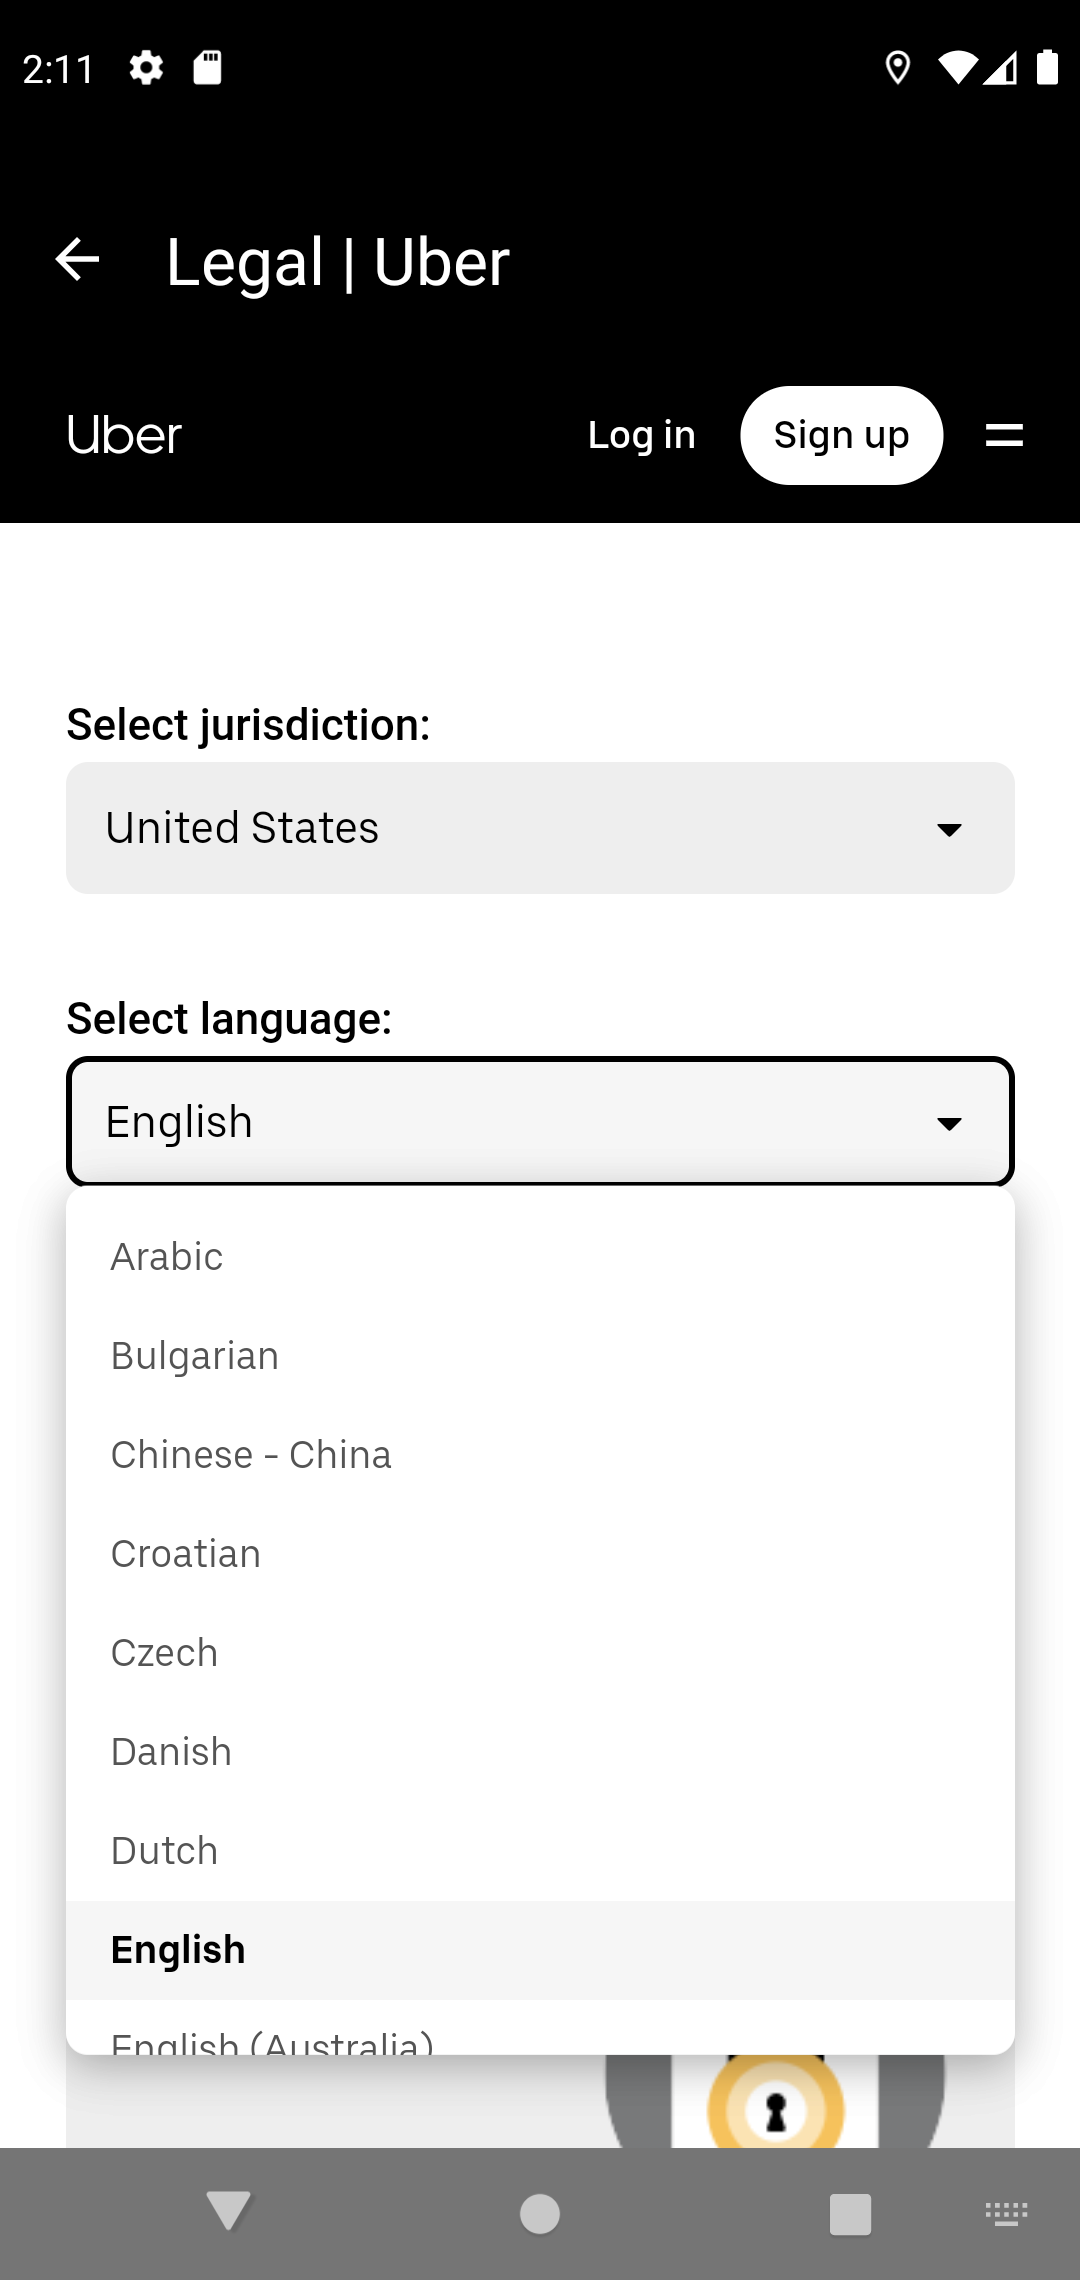 2:11
Legal | Uber
Uber
Log in
Sign up
Select jurisdiction:
United States
Select language:
English
Arabic
Bulgarian
Chinese - China
Croatian
Czech
Danish
Dutch
English
English (Australia)